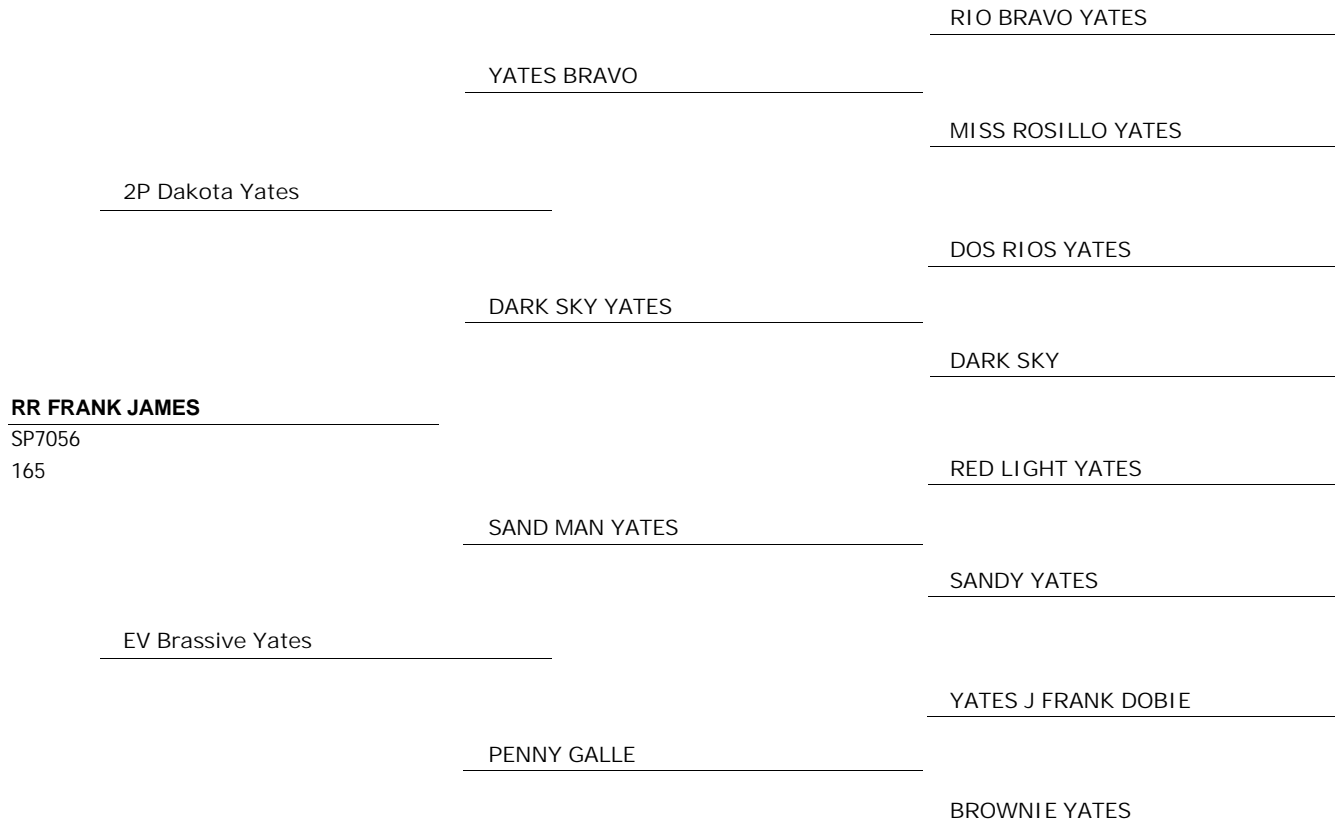 RIO BRAVO YATES
YATES BRAVO
MISS ROSILLO YATES
2P Dakota Yates
DOS RIOS YATES
DARK SKY YATES
DARK SKY
RR FRANK JAMES
SP7056
165
RED LIGHT YATES
SAND MAN YATES
SANDY YATES
EV Brassive Yates
YATES J FRANK DOBIE
PENNY GALLE
BROWNIE YATES